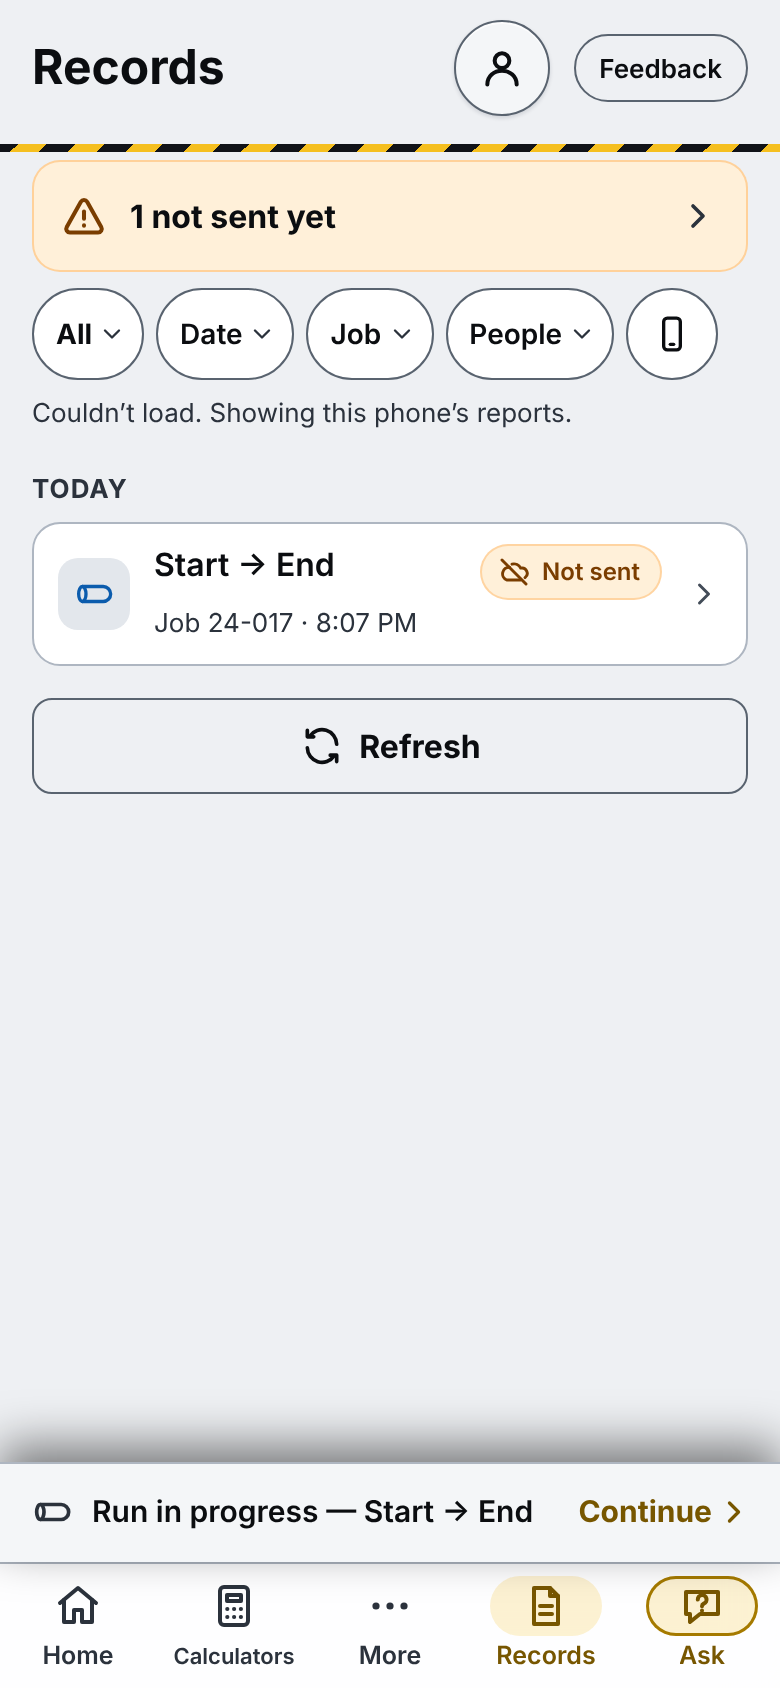 Records
Feedback
1 not sent yet
All
Date
Job
People
Couldn’t load. Showing this phone’s reports.
TODAY
Start → End
Not sent
Job 24-017 · 8:07 PM
Refresh
Run in progress — Start → End
Continue
Home
Calculators
More
Records
Ask